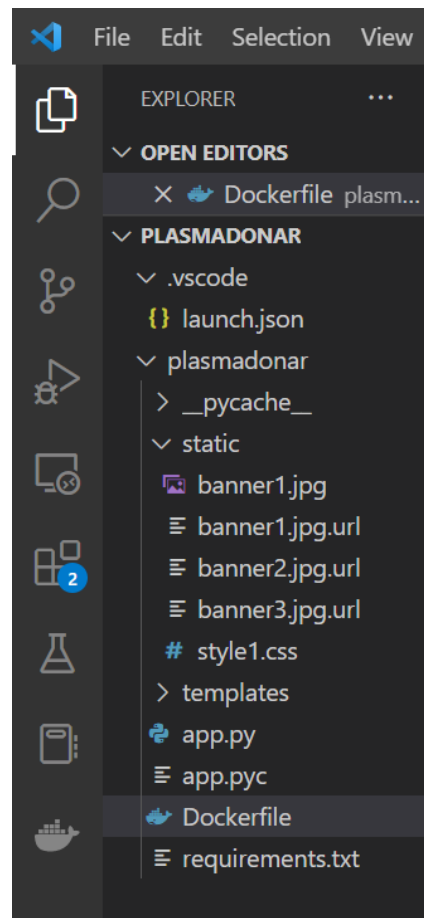 File Edit Selection View
EXPLORER ...
OPEN EDITORS
Dockerfile plasm...
PLASMADONAR
.vscode
{} launch.json
plasmadonar
__pycache__
static
banner1.jpg
banner1.jpg.url
banner2.jpg.url
banner3.jpg.url
# style1.css
templates
app.py
app.pyc
Dockerfile
requirements.txt
2